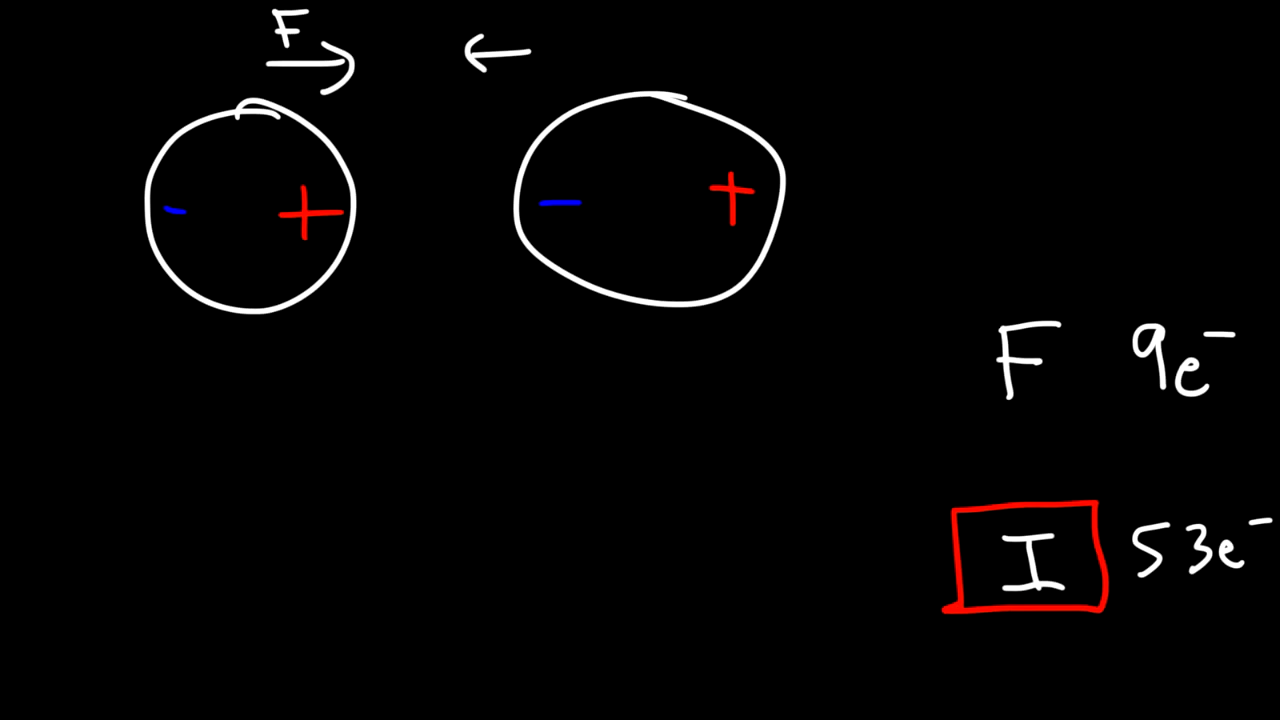 F
- + - +
F 9e⁻
I 53e⁻